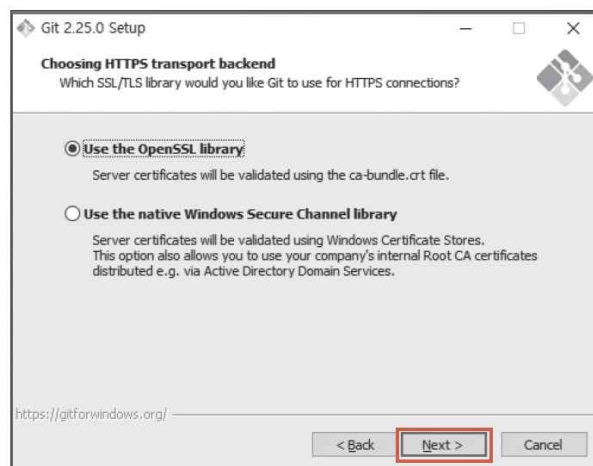 Git 2.25.0 Setup
Choosing HTTPS transport backend
Which SSL/TLS library would you like Git to use for HTTPS connections?
Use the OpenSSL library
Server certificates will be validated using the ca-bundle.crt file.
Use the native Windows Secure Channel library
Server certificates will be validated using Windows Certificate Stores.
This option also allows you to use your company's internal Root CA certificates
distributed e.g. via Active Directory Domain Services.
https://gitforwindows.org/
< Back Next > Cancel